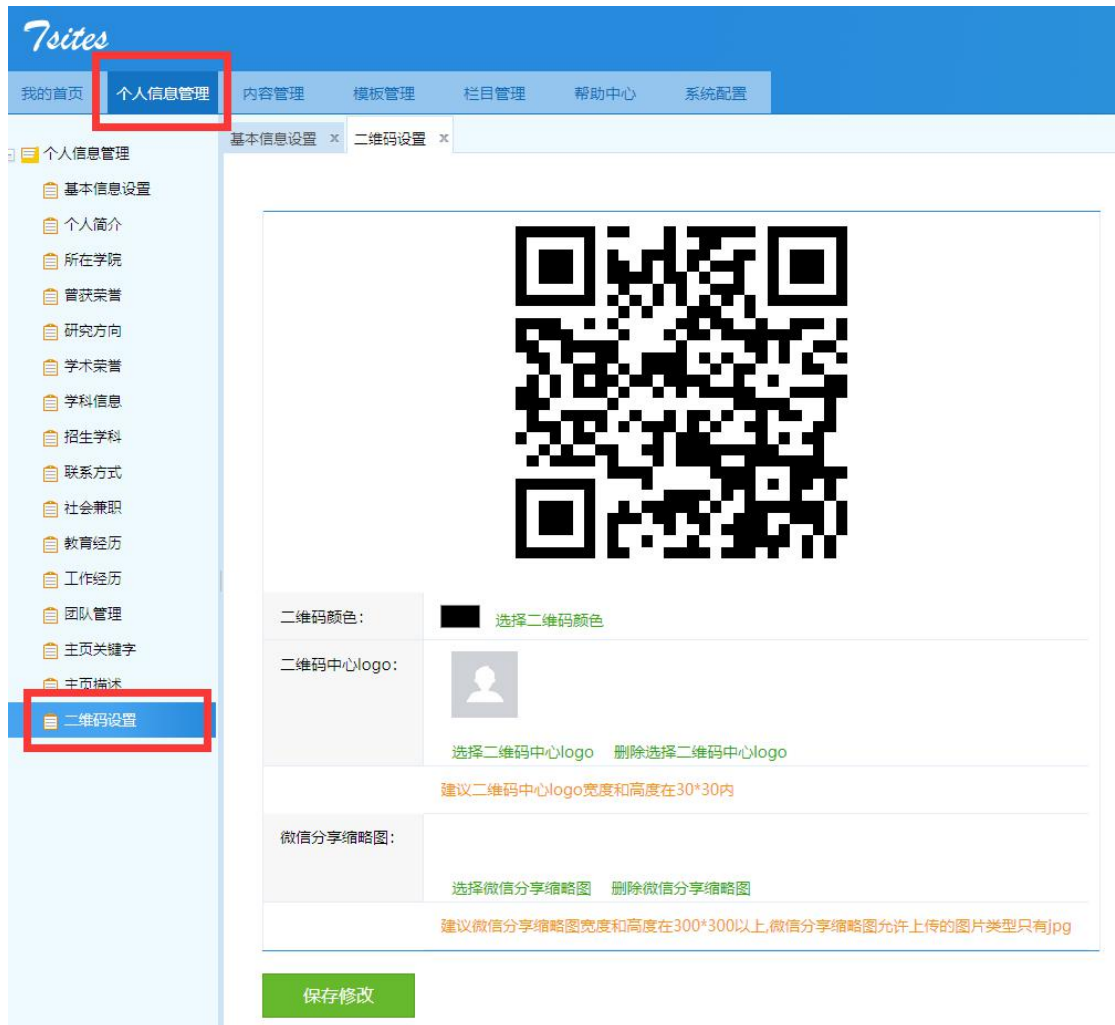 Tsites
我的首页 个人信息管理 内容管理 模板管理 栏目管理 帮助中心 系统配置
基本信息设置 x 二维码设置 x
个人信息管理
基本信息设置
个人简介
所在学院
曾获荣誉
研究方向
学术荣誉
学科信息
招生学科
联系方式
社会兼职
教育经历
工作经历
团队管理
主页关键字
主页描述
二维码设置
二维码颜色:
选择二维码颜色
二维码中心logo:
选择二维码中心logo 删除选择二维码中心logo
建议二维码中心logo宽度和高度在30*30内
微信分享缩略图:
选择微信分享缩略图 删除微信分享缩略图
建议微信分享缩略图宽度和高度在300*300以上,微信分享缩略图允许上传的图片类型只有jpg
保存修改